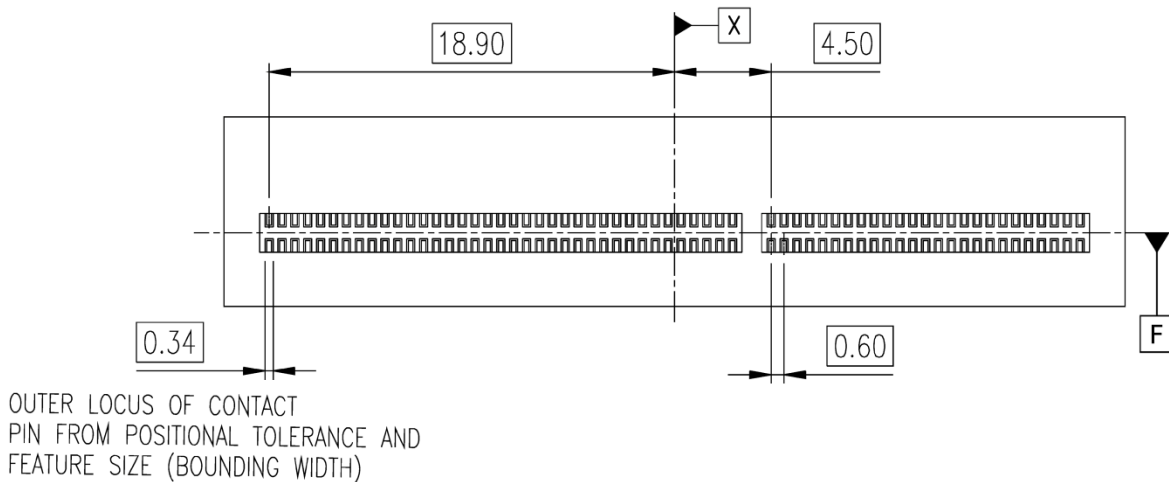 18.90
X
4.50
F
0.34
0.60
OUTER LOCUS OF CONTACT
PIN FROM POSITIONAL TOLERANCE AND
FEATURE SIZE (BOUNDING WIDTH)